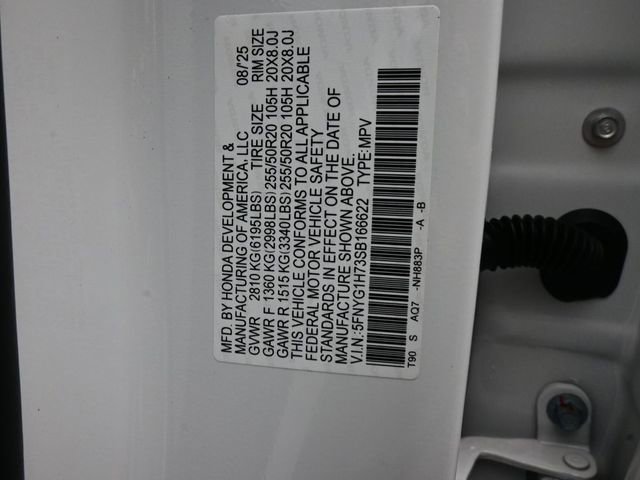 MFD. BY HONDA DEVELOPMENT &
MANUFACTURING OF AMERICA, LLC 08/'25
GVWR 2810 KG(6195LBS) TIRE SIZE RIM SIZE
GAWR F 1360 KG(2998LBS) 255/50R20 105H 20X8.0J
GAWR R 1515 KG(3340LBS) 255/50R20 105H 20X8.0J
THIS VEHICLE CONFORMS TO ALL APPLICABLE
FEDERAL MOTOR VEHICLE SAFETY
STANDARDS IN EFFECT ON THE DATE OF
MANUFACTURE SHOWN ABOVE.
V.I.N.:5FNYG1H73SB166622 TYPE:MPV
T90 S AQ7 -NH883P -A -B